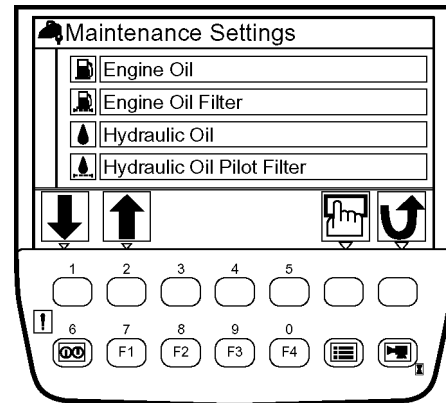 Maintenance Settings
Engine Oil
Engine Oil Filter
Hydraulic Oil
Hydraulic Oil Pilot Filter
1 2 3 4 5
! 6 7 8 9 0
F1 F2 F3 F4